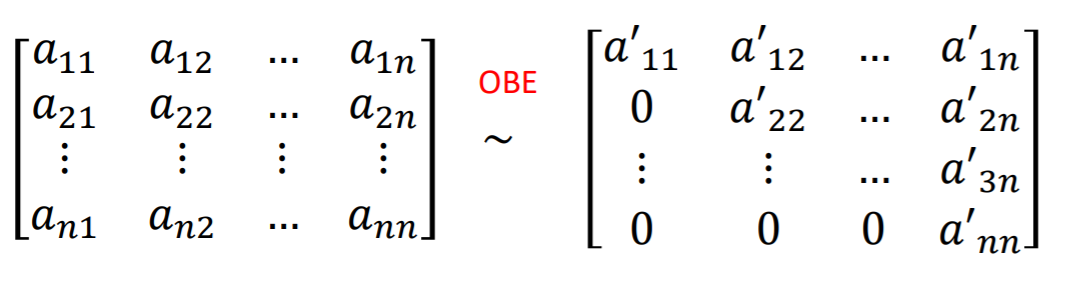 a₁₁ a₁₂ … a₁ₙ OBE a′₁₁ a′₁₂ … a′₁ₙ
a₂₁ a₂₂ … a₂ₙ ~ 0 a′₂₂ … a′₂ₙ
⋮ ⋮ ⋮ ⋮ ⋮ ⋮ … a′₃ₙ
aₙ₁ aₙ₂ … aₙₙ 0 0 0 a′ₙₙ